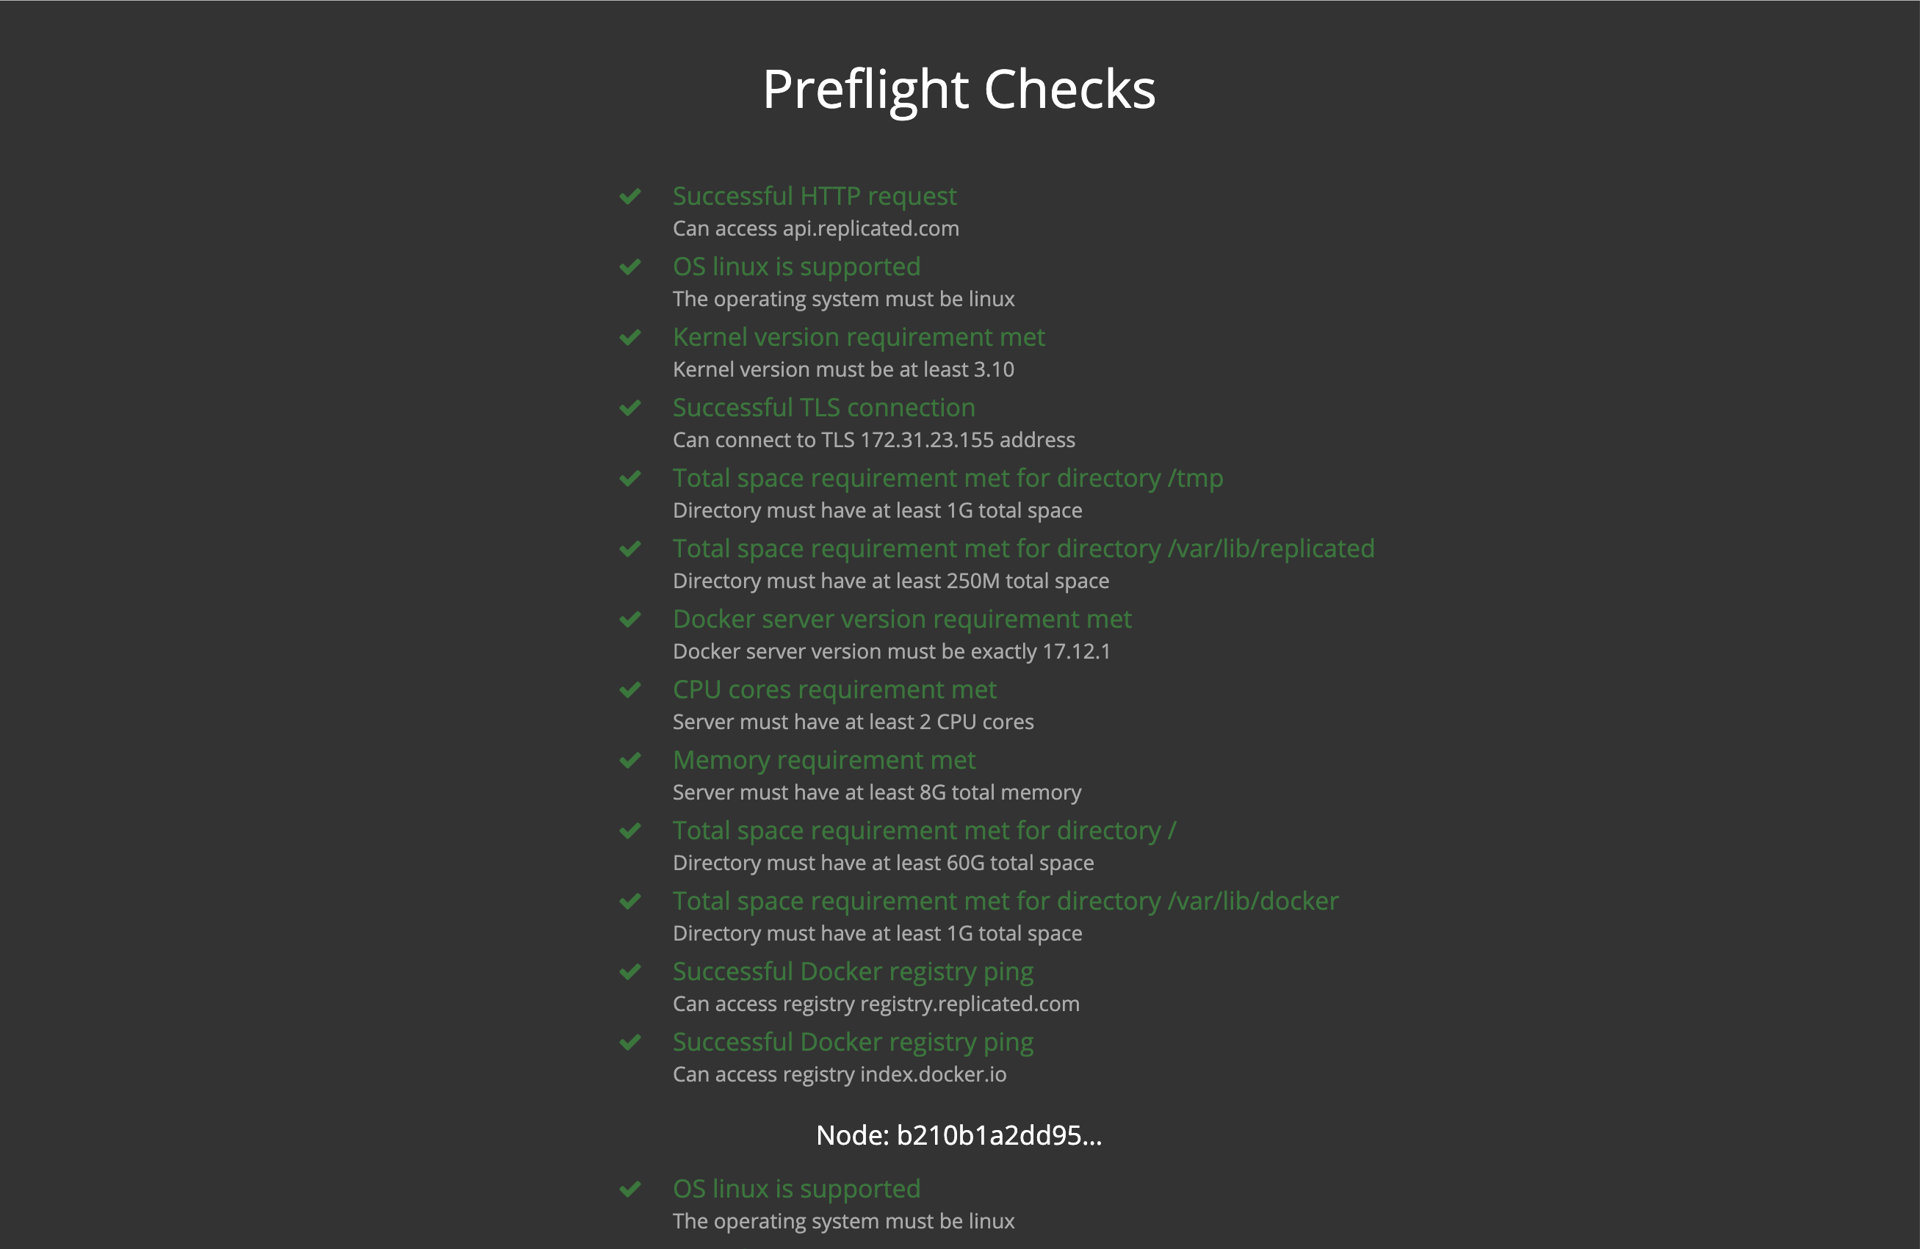 Preflight Checks
Successful HTTP request
Can access api.replicated.com
OS linux is supported
The operating system must be linux
Kernel version requirement met
Kernel version must be at least 3.10
Successful TLS connection
Can connect to TLS 172.31.23.155 address
Total space requirement met for directory /tmp
Directory must have at least 1G total space
Total space requirement met for directory /var/lib/replicated
Directory must have at least 250M total space
Docker server version requirement met
Docker server version must be exactly 17.12.1
CPU cores requirement met
Server must have at least 2 CPU cores
Memory requirement met
Server must have at least 8G total memory
Total space requirement met for directory /
Directory must have at least 60G total space
Total space requirement met for directory /var/lib/docker
Directory must have at least 1G total space
Successful Docker registry ping
Can access registry registry.replicated.com
Successful Docker registry ping
Can access registry index.docker.io
Node: b210b1a2dd95...
OS linux is supported
The operating system must be linux